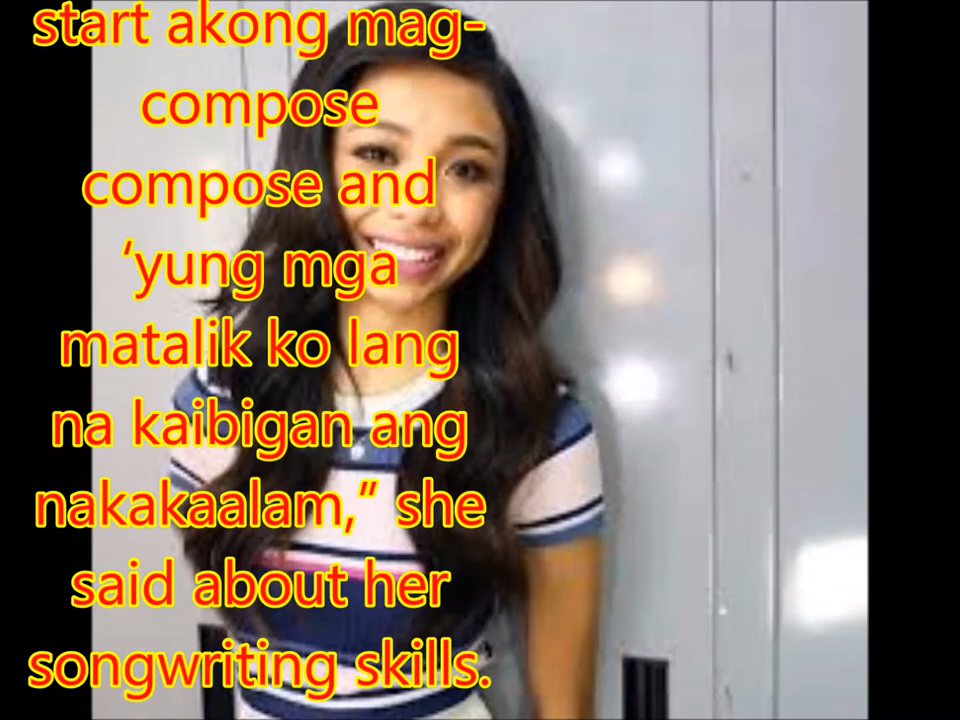 start akong mag-
compose
compose and
‘yung mga
matalik ko lang
na kaibigan ang
nakakaalam,” she
said about her
songwriting skills.